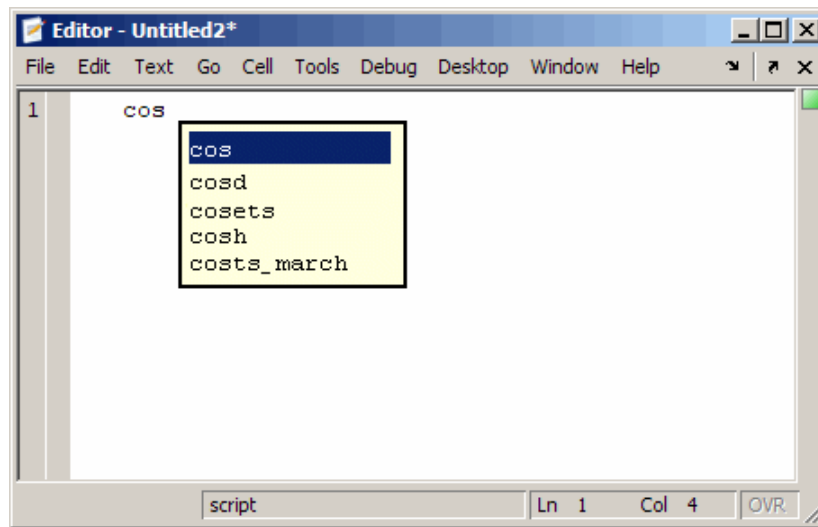 Editor - Untitled2*
File Edit Text Go Cell Tools Debug Desktop Window Help
1 cos
cos
cosd
cosets
cosh
costs_march
script Ln 1 Col 4 OVR